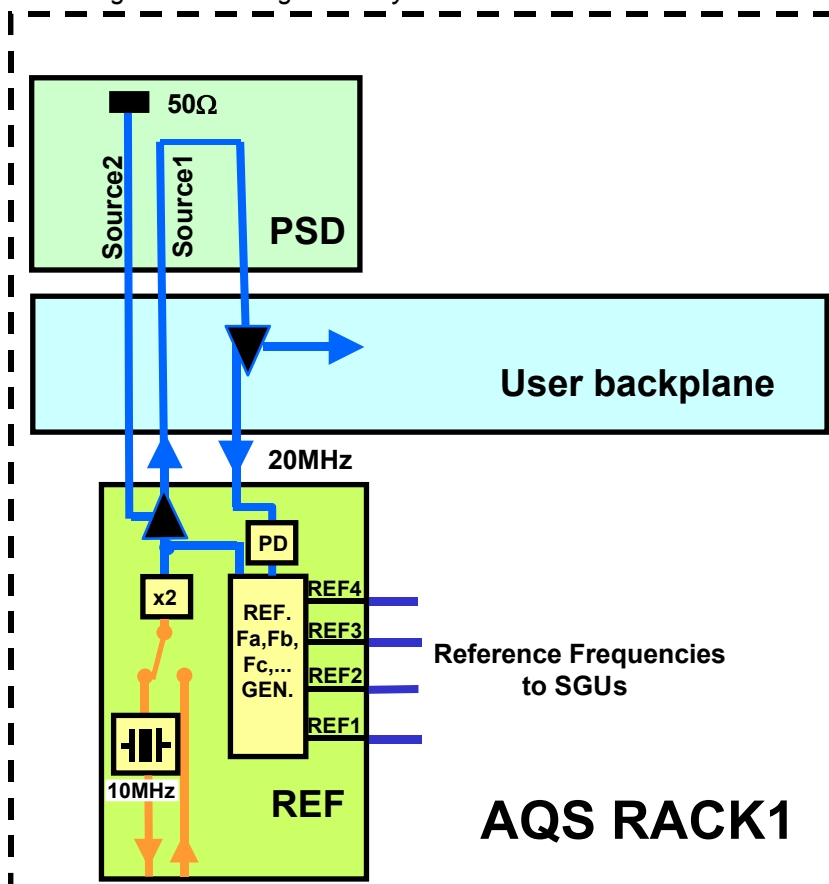 50Ω
Source2
Source1
PSD
User backplane
20MHz
PD
x2
REF.
Fa,Fb,
Fc,...
GEN.
REF4
REF3
REF2
REF1
Reference Frequencies
to SGUs
10MHz
REF
AQS RACK1